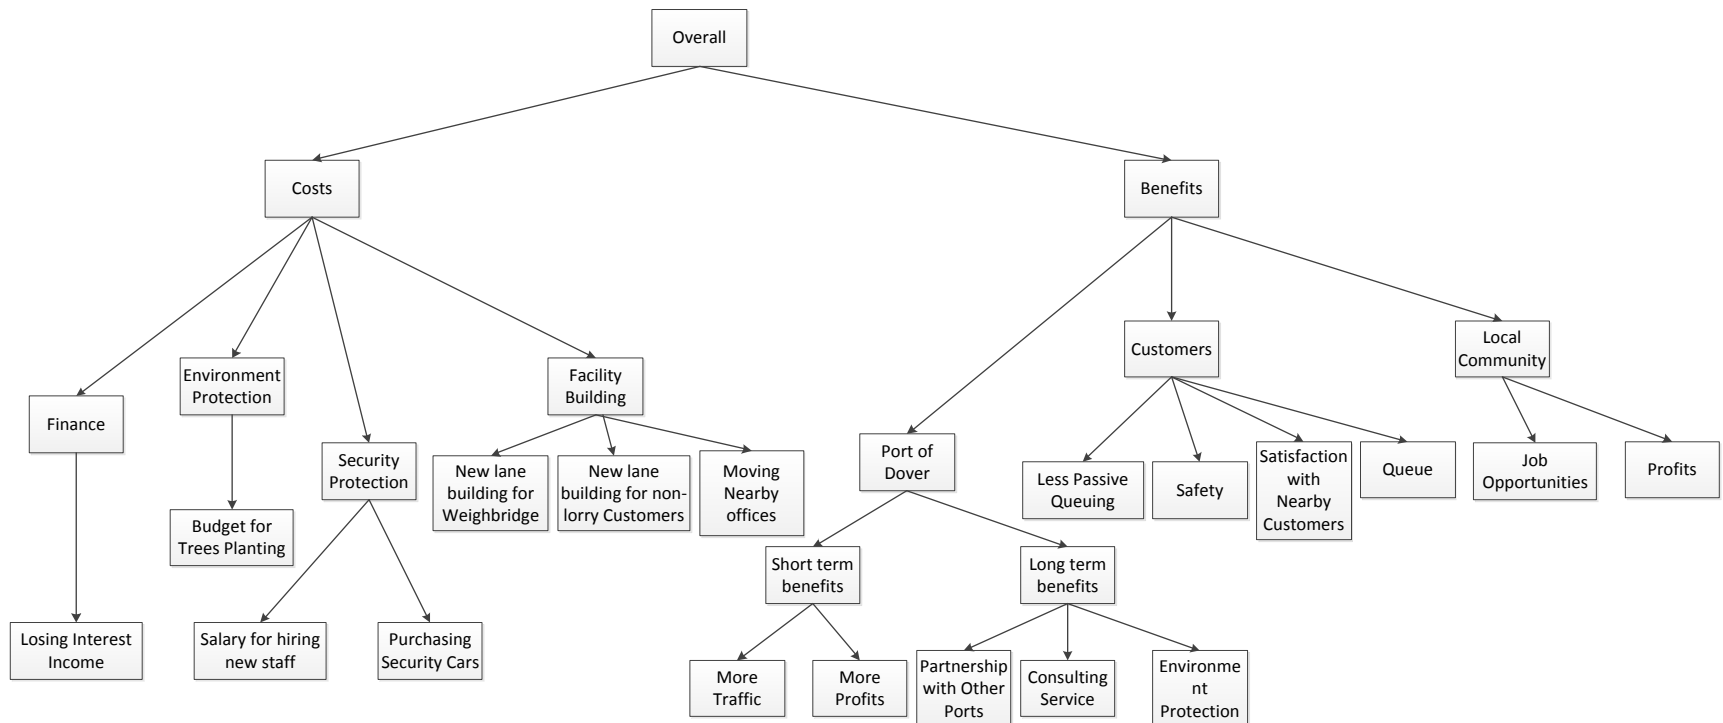 Overall
Costs
Benefits
Finance
Environment
Protection
Security
Protection
Facility
Building
Port of
Dover
Customers
Local
Community
Losing Interest
Income
Budget for
Trees Planting
Salary for hiring
new staff
Purchasing
Security Cars
New lane
building for
Weighbridge
New lane
building for non-
lorry Customers
Moving
Nearby
offices
Short term
benefits
Long term
benefits
Less Passive
Queuing
Safety
Satisfaction
with
Nearby
Customers
Queue
Job
Opportunities
Profits
More
Traffic
More
Profits
Partnership
with Other
Ports
Consulting
Service
Environme
nt
Protection